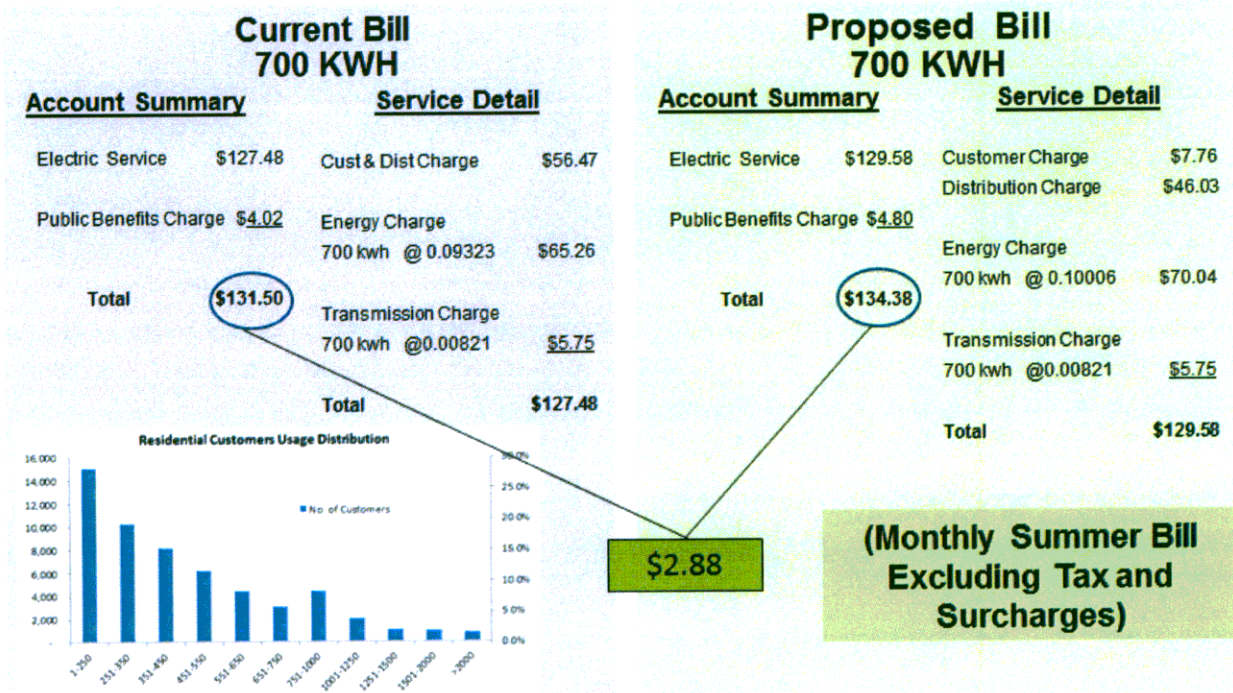 Current Bill
700 KWH
Account Summary
Service Detail
Electric Service $127.48
Cust & Dist Charge $56.47
Public Benefits Charge $4.02
Energy Charge
700 kwh @ 0.09323 $65.26
Total $131.50
Transmission Charge
700 kwh @0.00821 $5.75
Total $127.48
Proposed Bill
700 KWH
Account Summary
Service Detail
Electric Service $129.58
Customer Charge $7.76
Distribution Charge $46.03
Public Benefits Charge $4.80
Energy Charge
700 kwh @ 0.10006 $70.04
Total $134.38
Transmission Charge
700 kwh @0.00821 $5.75
Total $129.58
Residential Customers Usage Distribution
16,000
14,000
12,000
10,000
8,000
6,000
4,000
2,000
-
No. of Customers
30.0%
25.0%
20.0%
15.0%
10.0%
5.0%
0.0%
1-250
251-350
351-450
451-550
551-650
651-750
751-1000
1001-1250
1251-1500
1501-2000
>2000
$2.88
(Monthly Summer Bill
Excluding Tax and
Surcharges)